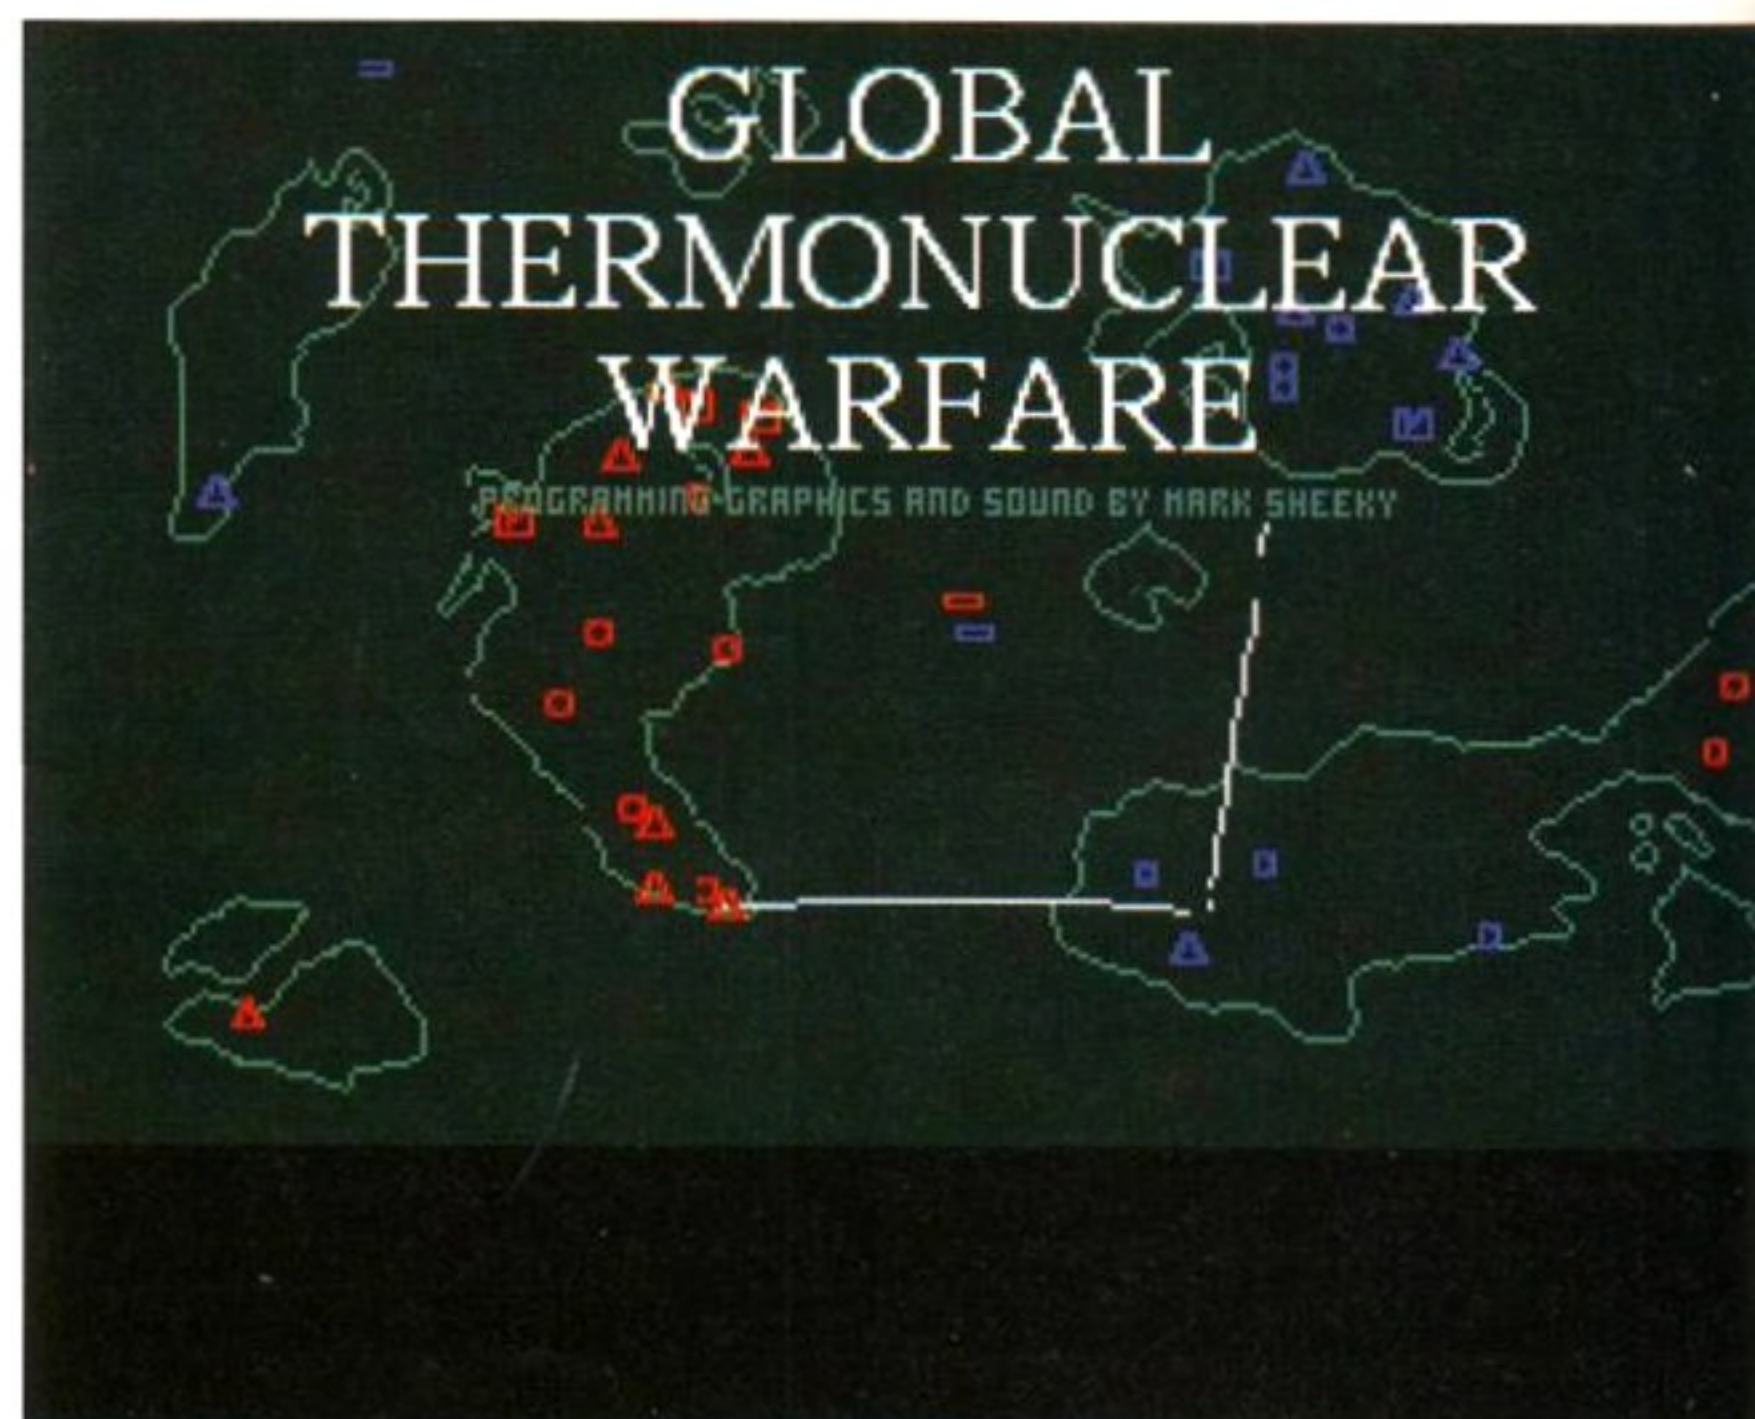 GLOBAL
THERMONUCLEAR
WARFARE
PROGRAMMING GRAPHICS AND SOUND BY MARK SHEEKY